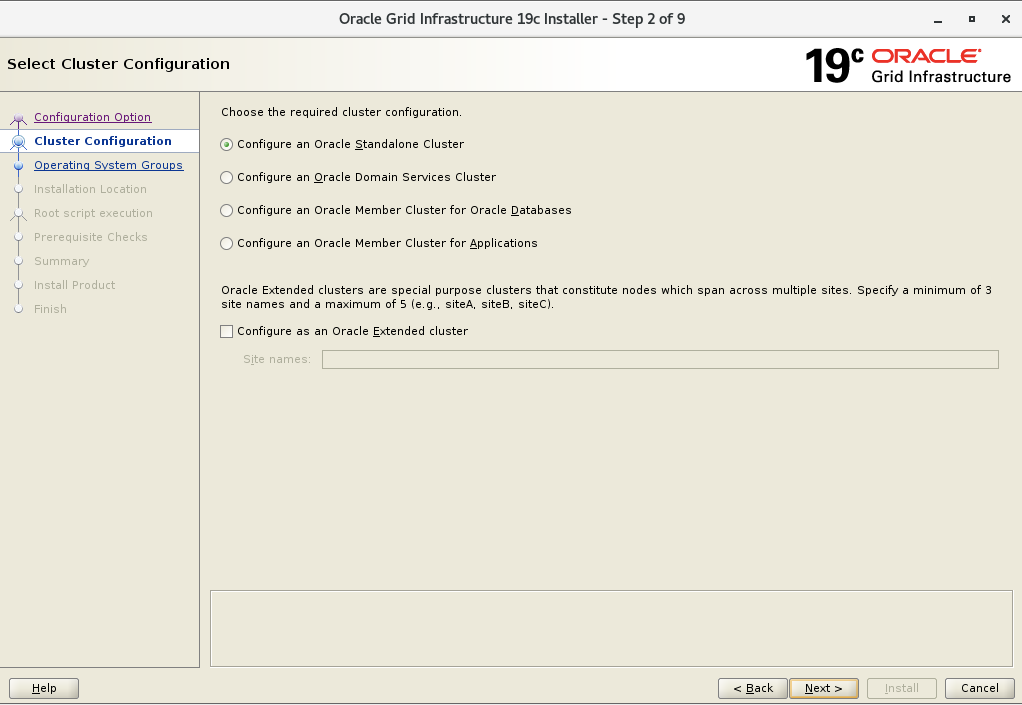 Oracle Grid Infrastructure 19c Installer - Step 2 of 9
Select Cluster Configuration
19c ORACLE
Grid Infrastructure
Configuration Option
Cluster Configuration
Operating System Groups
Installation Location
Root script execution
Prerequisite Checks
Summary
Install Product
Finish
Choose the required cluster configuration.
Configure an Oracle Standalone Cluster
Configure an Oracle Domain Services Cluster
Configure an Oracle Member Cluster for Oracle Databases
Configure an Oracle Member Cluster for Applications
Oracle Extended clusters are special purpose clusters that constitute nodes which span across multiple sites. Specify a minimum of 3
site names and a maximum of 5 (e.g., siteA, siteB, siteC).
Configure as an Oracle Extended cluster
Site names:
Help
< Back
Next >
Install
Cancel